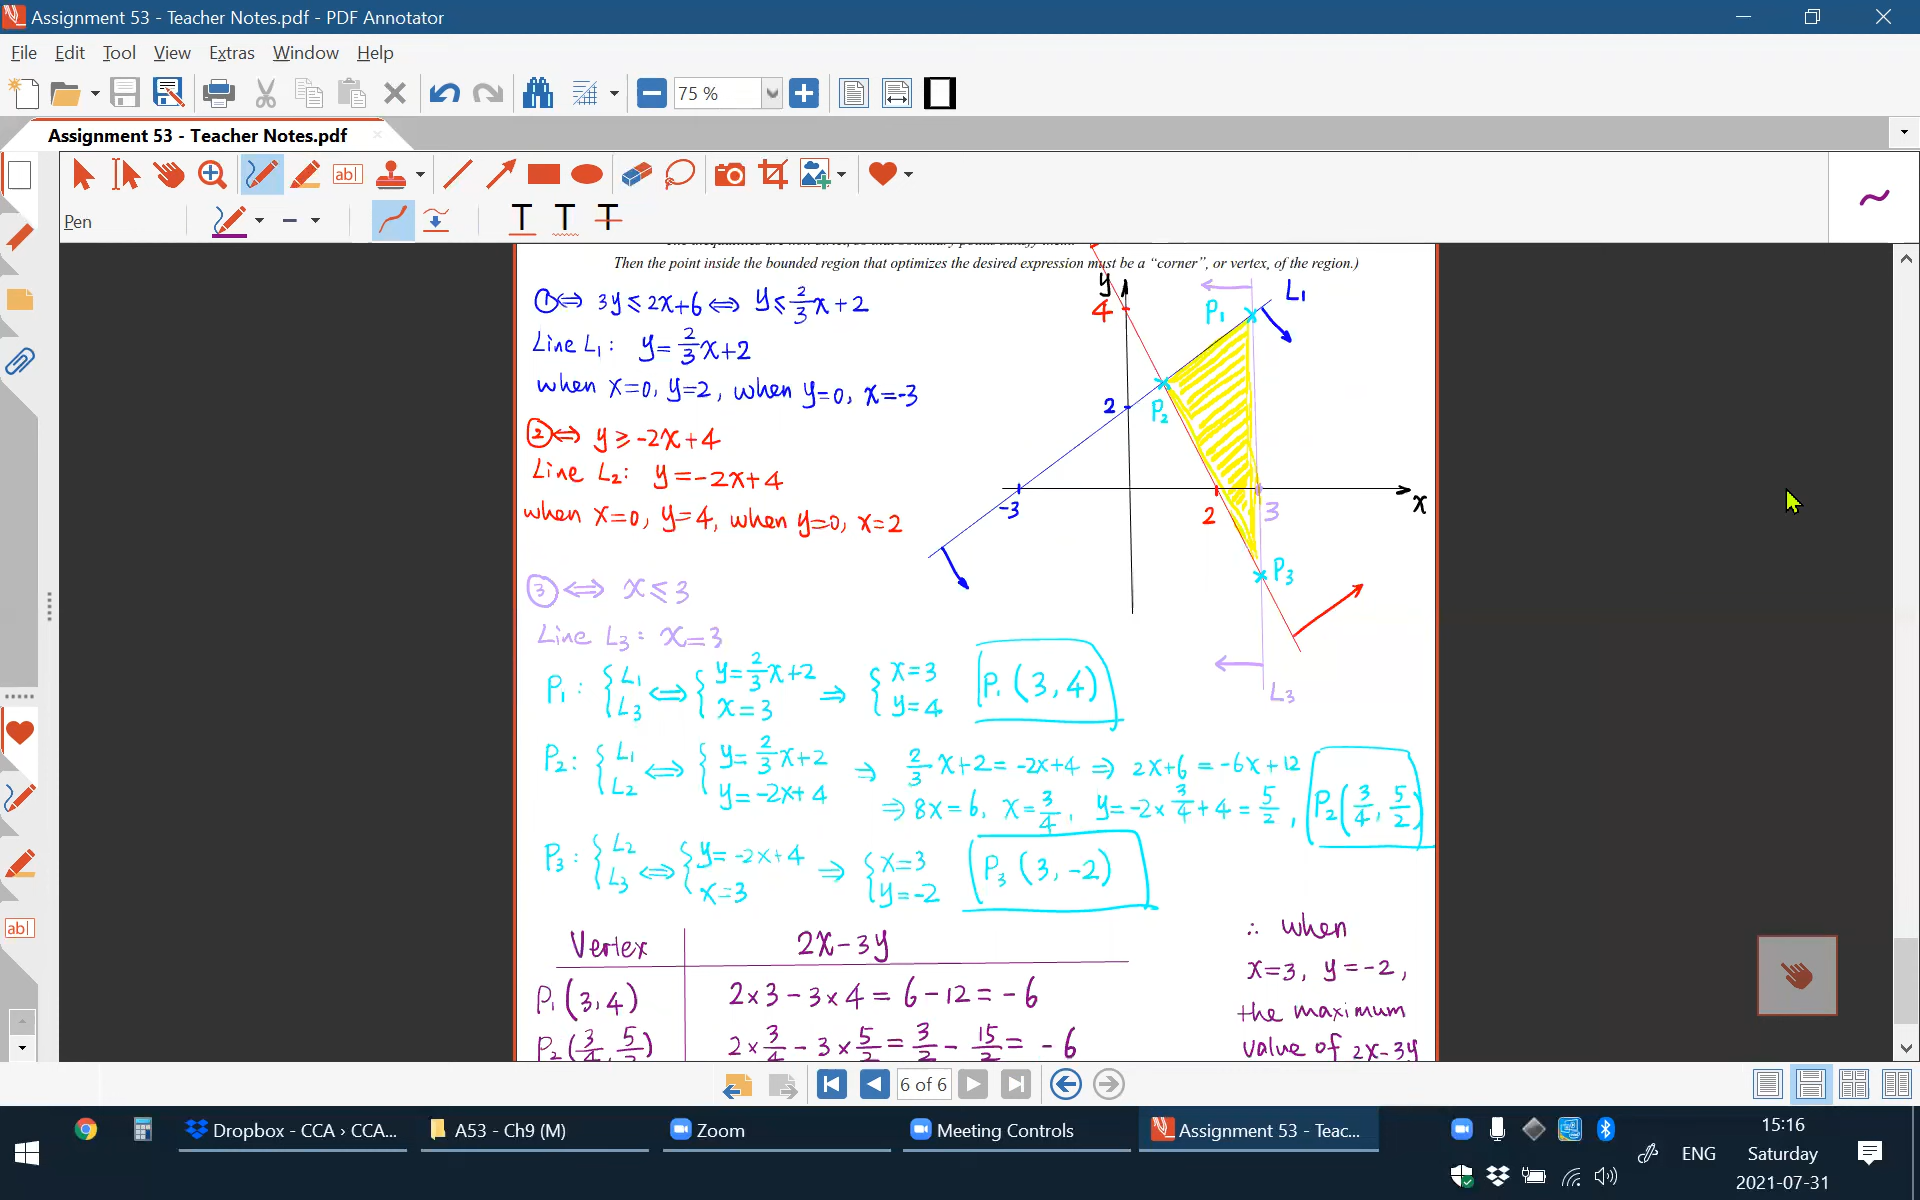 Assignment 53 - Teacher Notes.pdf - PDF Annotator
File Edit Tool View Extras Window Help
75 %
Assignment 53 - Teacher Notes.pdf
ab|
Pen
T T T
Then the point inside the bounded region that optimizes the desired expression must be a “corner”, or vertex, of the region.)
① ⇔ 3y ≤ 2x+6 ⇔ y ≤ 2/3 x + 2
Line L₁: y = 2/3 x + 2
when x=0, y=2, when y=0, x=-3
② ⇔ y ≥ -2x+4
Line L₂: y = -2x+4
when x=0, y=4, when y=0, x=2
③ ⇔ x ≤ 3
Line L₃: x=3
y
4
P₁
L₁
2
P₂
-3
2
3
x
P₃
L₃
P₁: { L₁ L₃ ⇔ { y = 2/3 x + 2 x = 3 ⇒ { x=3 y=4 P₁ (3, 4)
P₂: { L₁ L₂ ⇔ { y = 2/3 x + 2 y = -2x+4 ⇒ 2/3 x + 2 = -2x+4 ⇒ 2x+6 = -6x+12
⇒ 8x=6, x = 3/4, y = -2 × 3/4 + 4 = 5/2, P₂ (3/4, 5/2)
P₃: { L₂ L₃ ⇔ { y = -2x+4 x=3 ⇒ { x=3 y=-2 P₃ (3, -2)
Vertex 2x-3y
P₁ (3,4) 2×3 - 3×4 = 6-12 = -6
P₂ (3/4, 5/2) 2 × 3/4 - 3 × 5/2 = 3/2 - 15/2 = -6
∴ when
x=3, y=-2,
the maximum
value of 2x-3y
ab|
6 of 6
Dropbox - CCA › CCA...
A53 - Ch9 (M)
Zoom
Meeting Controls
Assignment 53 - Teac...
ENG
15:16
Saturday
2021-07-31